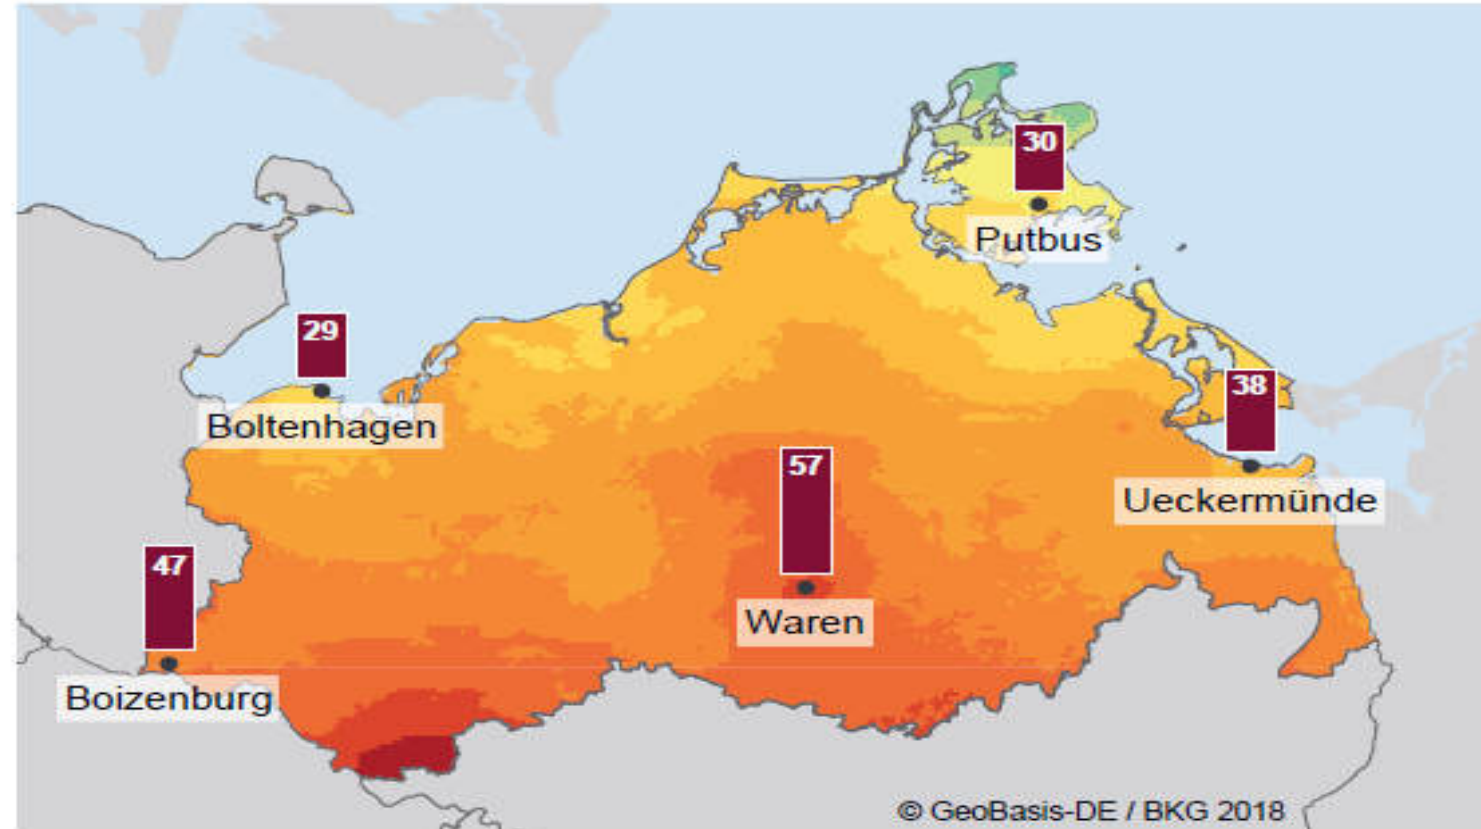 30
Putbus
29
Boltenhagen
38
Ueckermünde
57
Waren
47
Boizenburg
© GeoBasis-DE / BKG 2018